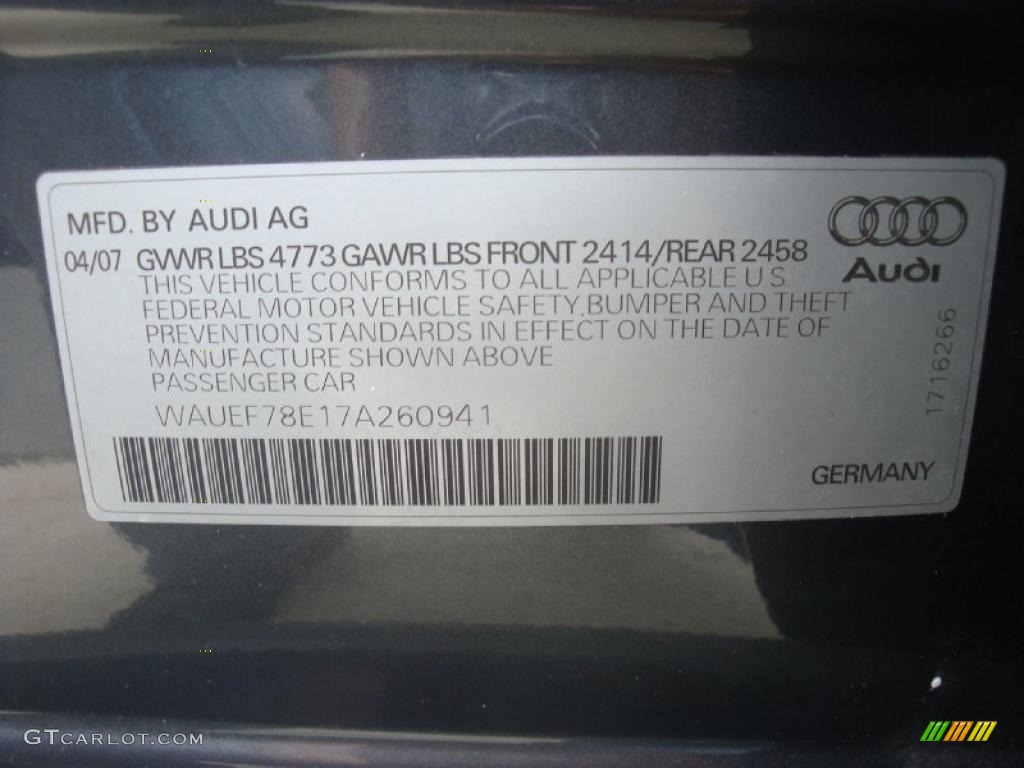 MFD. BY AUDI AG
04/07 GVWR LBS 4773 GAWR LBS FRONT 2414/REAR 2458
THIS VEHICLE CONFORMS TO ALL APPLICABLE U.S.
FEDERAL MOTOR VEHICLE SAFETY, BUMPER AND THEFT
PREVENTION STANDARDS IN EFFECT ON THE DATE OF
MANUFACTURE SHOWN ABOVE
PASSENGER CAR
WAUEF78E17A260941
Audi
1716266
GERMANY
GTCARLOT.COM